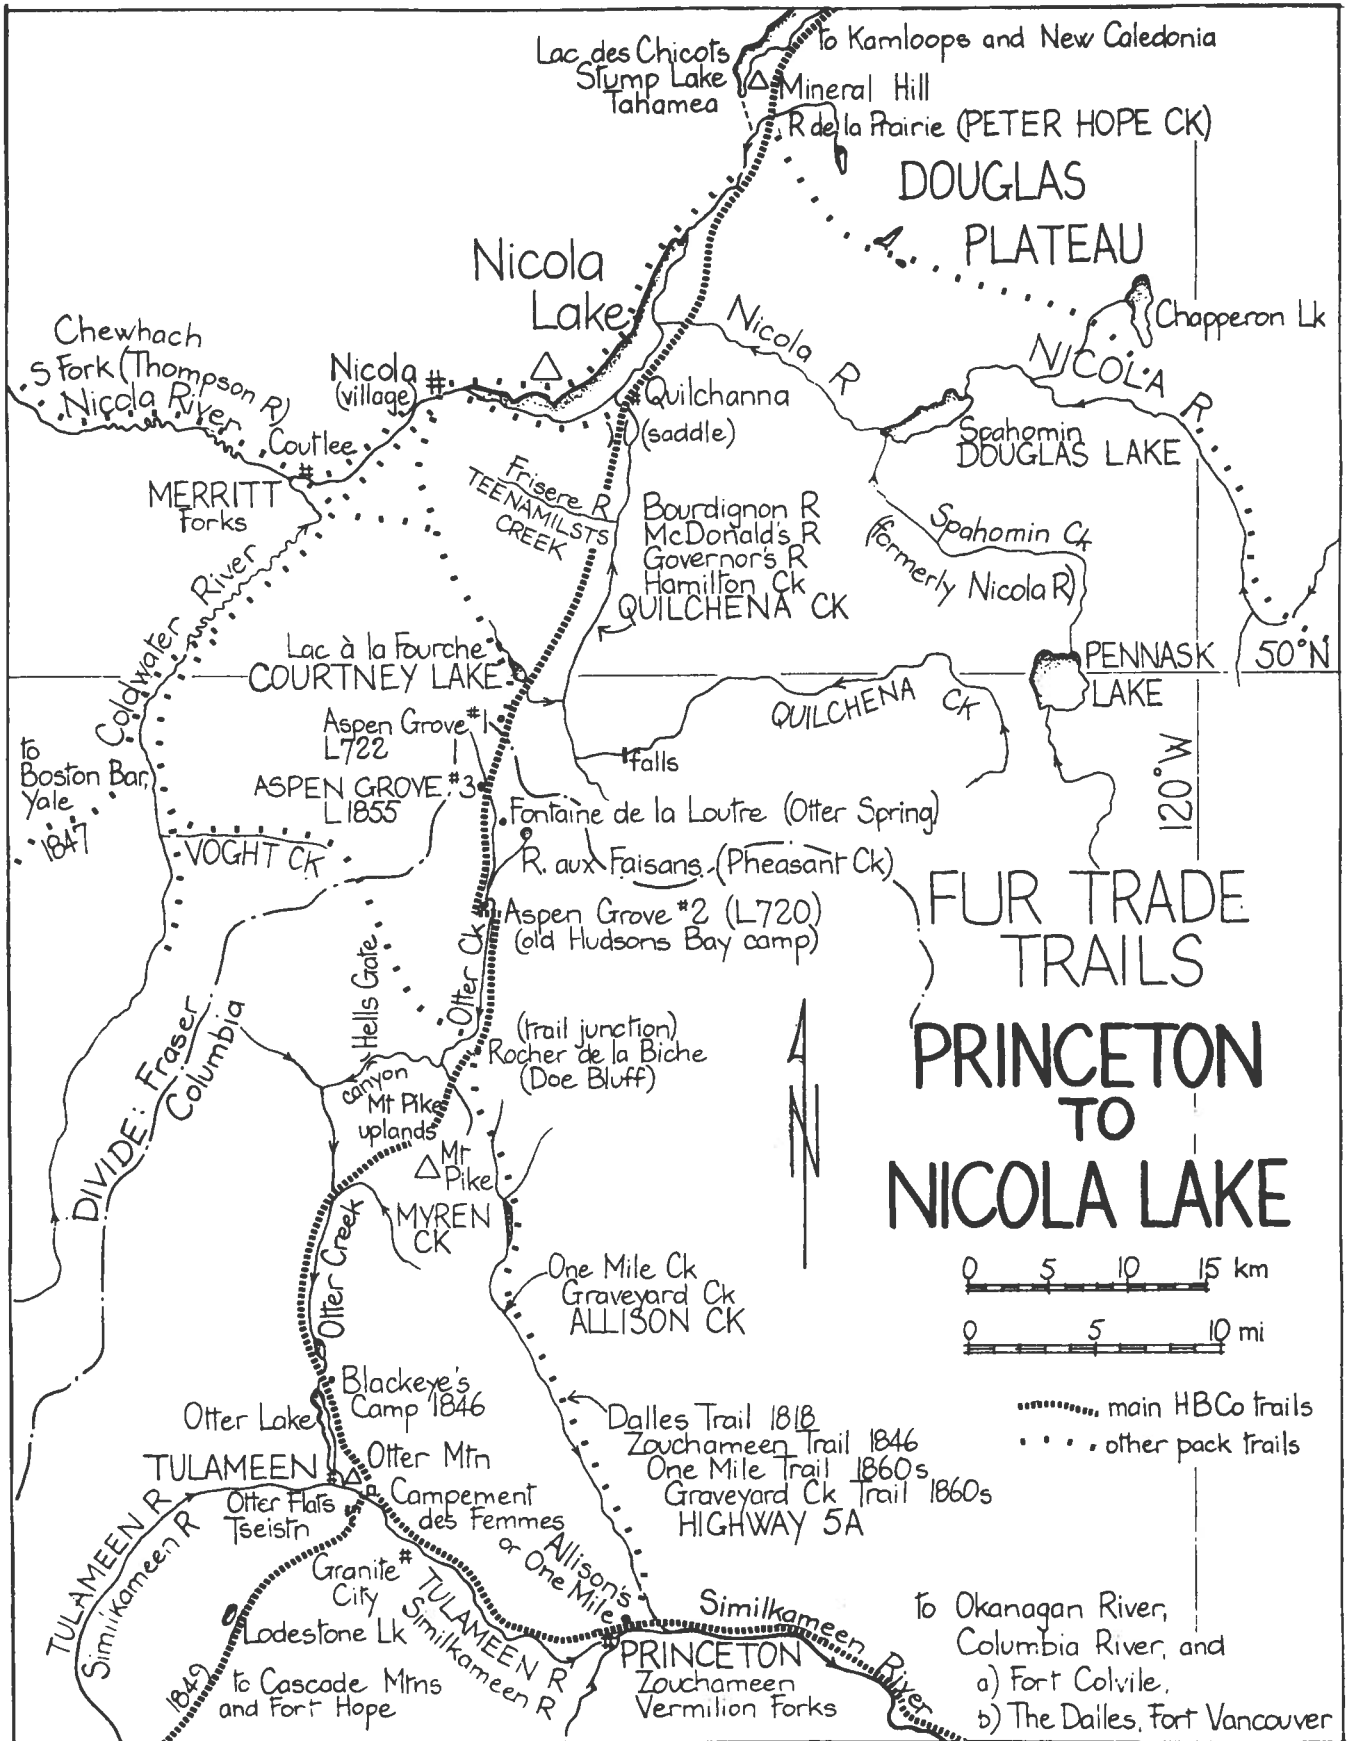 to Kamloops and New Caledonia
Lac des Chicots
Stump Lake
Tahamea
Mineral Hill
R de la Prairie (PETER HOPE CK)
DOUGLAS
PLATEAU
Nicola
Lake
Chewhach
S Fork (Thompson R)
Nicola River
Nicola
(village)
Coutlee
MERRITT
Forks
Nicola R
Chapperon Lk
NICOLA R
Quilchanna
(saddle)
Spahomin
DOUGLAS LAKE
Frisere R
TEENAMILSTS
CREEK
Bourdignon R
McDonald's R
Governor's R
Hamilton Ck
QUILCHENA CK
Spahomin Ck
(formerly Nicola R)
Coldwater River
Lac à la Fourche
COURTNEY LAKE
PENNASK
LAKE
50°N
QUILCHENA CK
Aspen Grove #1
L722
to
Boston Bar,
Yale
1847
ASPEN GROVE #3
L1855
falls
120°W
Fontaine de la Loutre (Otter Spring)
VOGHT CK
R. aux Faisans (Pheasant Ck)
Aspen Grove #2 (L720)
(old Hudsons Bay camp)
FUR TRADE
TRAILS
PRINCETON
TO
NICOLA LAKE
Otter Ck
Hells Gate
canyon
(trail junction)
Rocher de la Biche
(Doe Bluff)
DIVIDE: Fraser
Columbia
Mt Pike
uplands
Mt
Pike
MYREN
CK
N
Otter Creek
One Mile Ck
Graveyard Ck
ALLISON CK
0 5 10 15 km
0 5 10 mi
Blackeye's
Camp 1846
Otter Lake
main HBCo trails
other pack trails
Dalles Trail 1818
Zouchameen Trail 1846
One Mile Trail 1860s
Graveyard Ck Trail 1860s
HIGHWAY 5A
TULAMEEN
Otter Mtn
Otter Flats
Tseistn
Campement
des Femmes
TULAMEEN R
Similkameen R
Granite
City
Allison's
or One Mile
TULAMEEN R
Similkameen R
Lodestone Lk
1849
to Cascade Mtns
and Fort Hope
PRINCETON
Zouchameen
Vermilion Forks
Similkameen River
to Okanagan River,
Columbia River, and
a) Fort Colvile,
b) The Dalles, Fort Vancouver